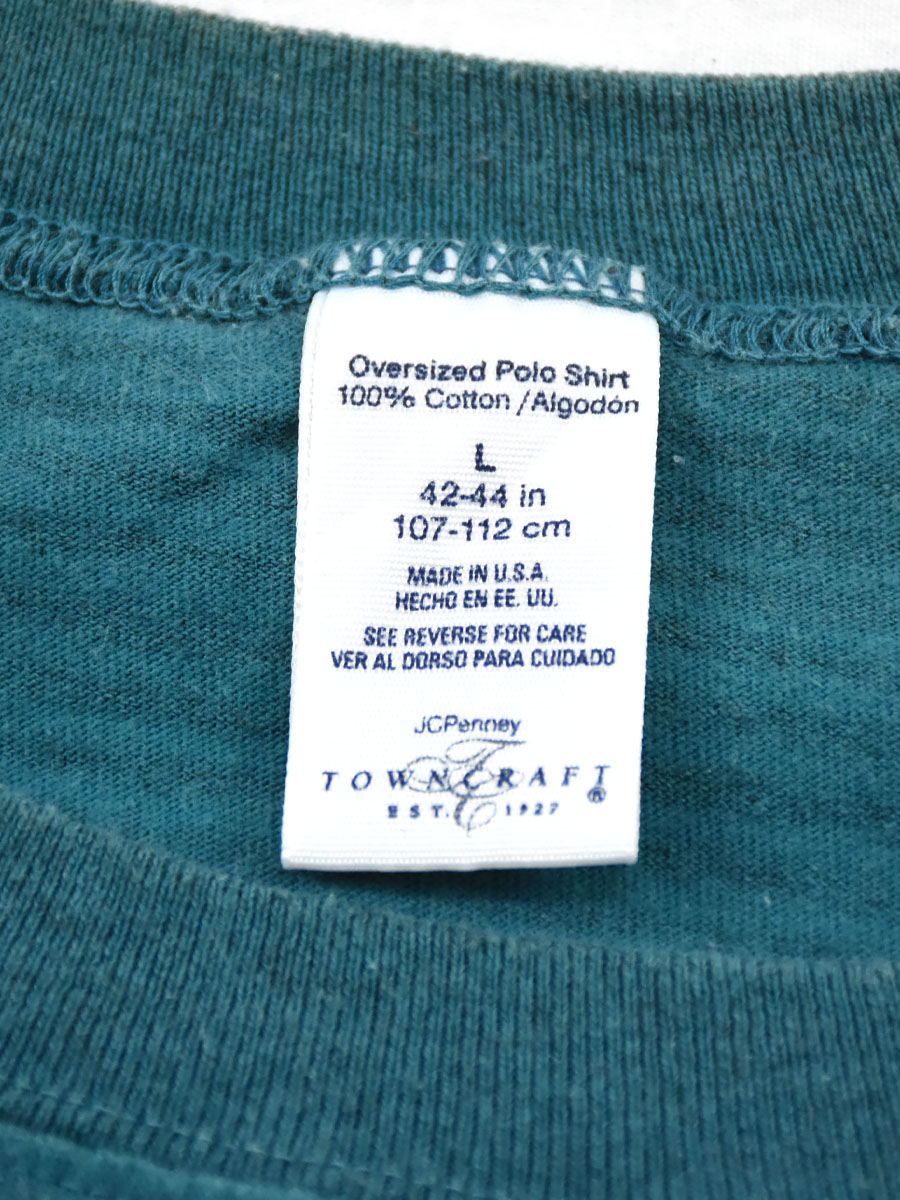 Oversized Polo Shirt
100% Cotton/Algodón
L
42-44 in
107-112 cm
MADE IN U.S.A.
HECHO EN EE. UU.
SEE REVERSE FOR CARE
VER AL DORSO PARA CUIDADO
JCPenney
TOWNCRAFT®
EST. 1927